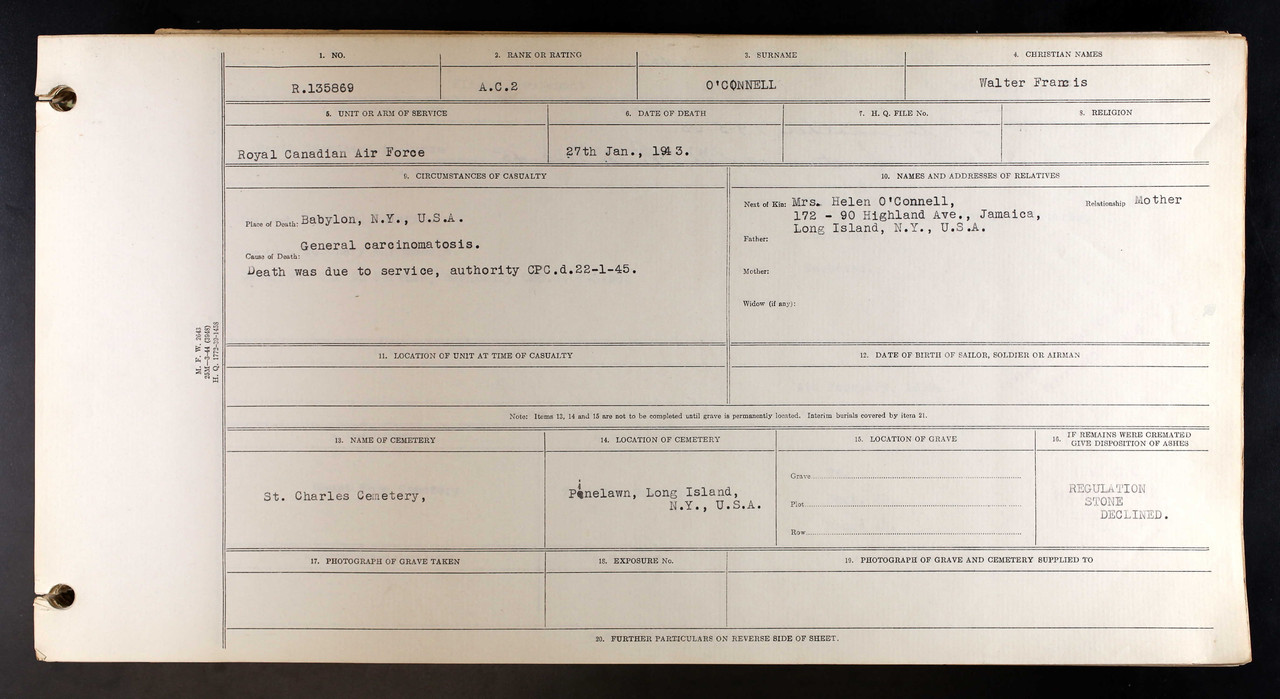 1. NO.
2. RANK OR RATING
3. SURNAME
4. CHRISTIAN NAMES
R.135869
A.C.2
O'CONNELL
Walter Francis
5. UNIT OR ARM OF SERVICE
6. DATE OF DEATH
7. H. Q. FILE No.
8. RELIGION
Royal Canadian Air Force
27th Jan., 1943.
9. CIRCUMSTANCES OF CASUALTY
10. NAMES AND ADDRESSES OF RELATIVES
Place of Death: Babylon, N.Y., U.S.A.
General carcinomatosis.
Cause of Death:
Death was due to service, authority CPC.d.22-1-45.
Next of Kin: Mrs. Helen O'Connell,
Relationship Mother
172 - 90 Highland Ave., Jamaica,
Long Island, N.Y., U.S.A.
Father:
Mother:
Widow (if any):
M. F. W. 2643
25M—3-44 (3948)
H. Q. 1772-39-1458
11. LOCATION OF UNIT AT TIME OF CASUALTY
12. DATE OF BIRTH OF SAILOR, SOLDIER OR AIRMAN
Note: Items 13, 14 and 15 are not to be completed until grave is permanently located. Interim burials covered by item 21.
13. NAME OF CEMETERY
14. LOCATION OF CEMETERY
15. LOCATION OF GRAVE
16. IF REMAINS WERE CREMATED
GIVE DISPOSITION OF ASHES
St. Charles Cemetery,
Pinelawn, Long Island,
N.Y., U.S.A.
Grave
Plot
Row
REGULATION
STONE
DECLINED.
17. PHOTOGRAPH OF GRAVE TAKEN
18. EXPOSURE No.
19. PHOTOGRAPH OF GRAVE AND CEMETERY SUPPLIED TO
20. FURTHER PARTICULARS ON REVERSE SIDE OF SHEET.